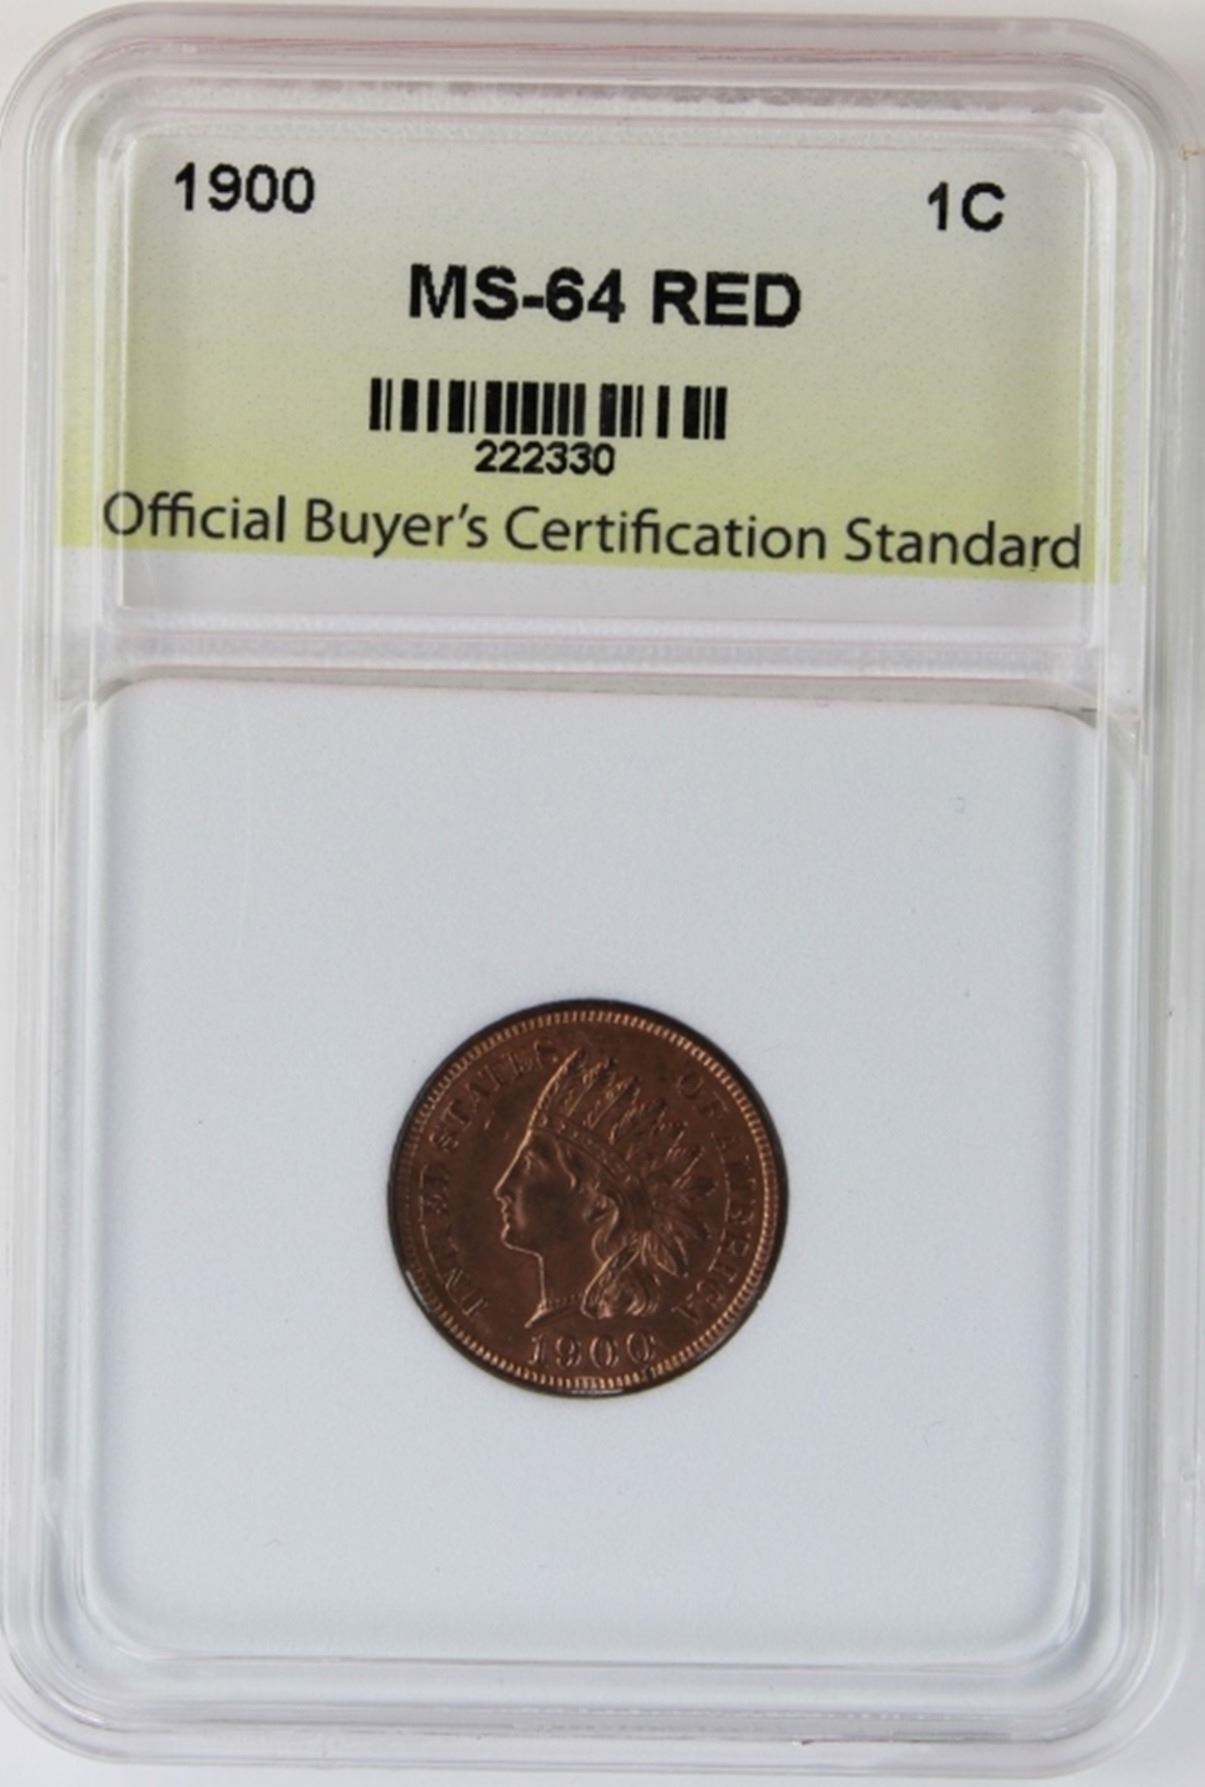 1900 1C
MS-64 RED
222330
Official Buyer's Certification Standard
UNITED STATES OF AMERICA
1900